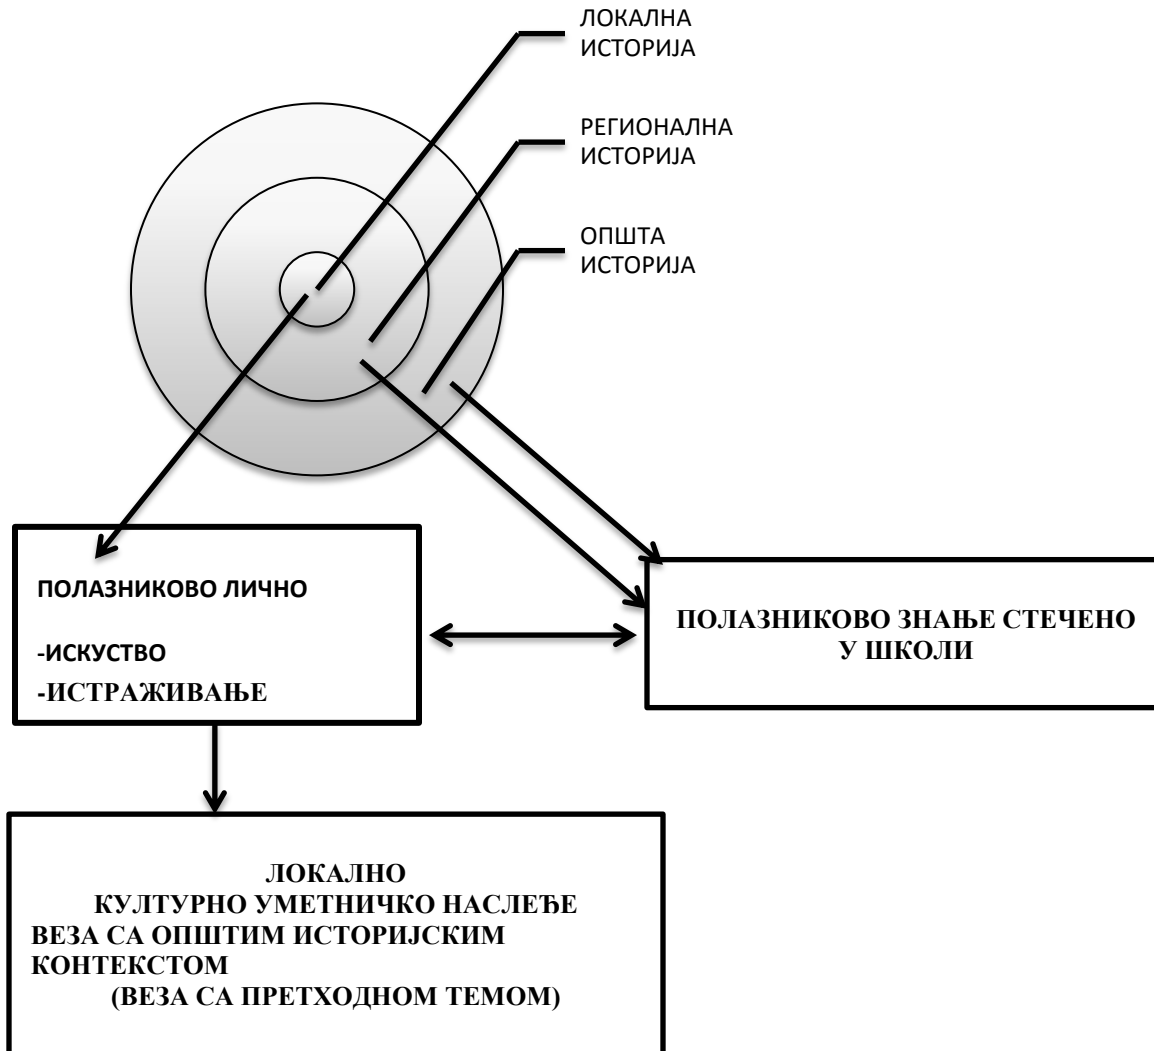 ЛОКАЛНА
ИСТОРИЈА
РЕГИОНАЛНА
ИСТОРИЈА
ОПШТА
ИСТОРИЈА
ПОЛАЗНИКОВО ЛИЧНО
-ИСКУСТВО
-ИСТРАЖИВАЊЕ
ПОЛАЗНИКОВО ЗНАЊЕ СТЕЧЕНО
У ШКОЛИ
ЛОКАЛНО
КУЛТУРНО УМЕТНИЧКО НАСЛЕЂЕ
ВЕЗА СА ОПШТИМ ИСТОРИЈСКИМ
КОНТЕКСТОМ
(ВЕЗА СА ПРЕТХОДНОМ ТЕМОМ)